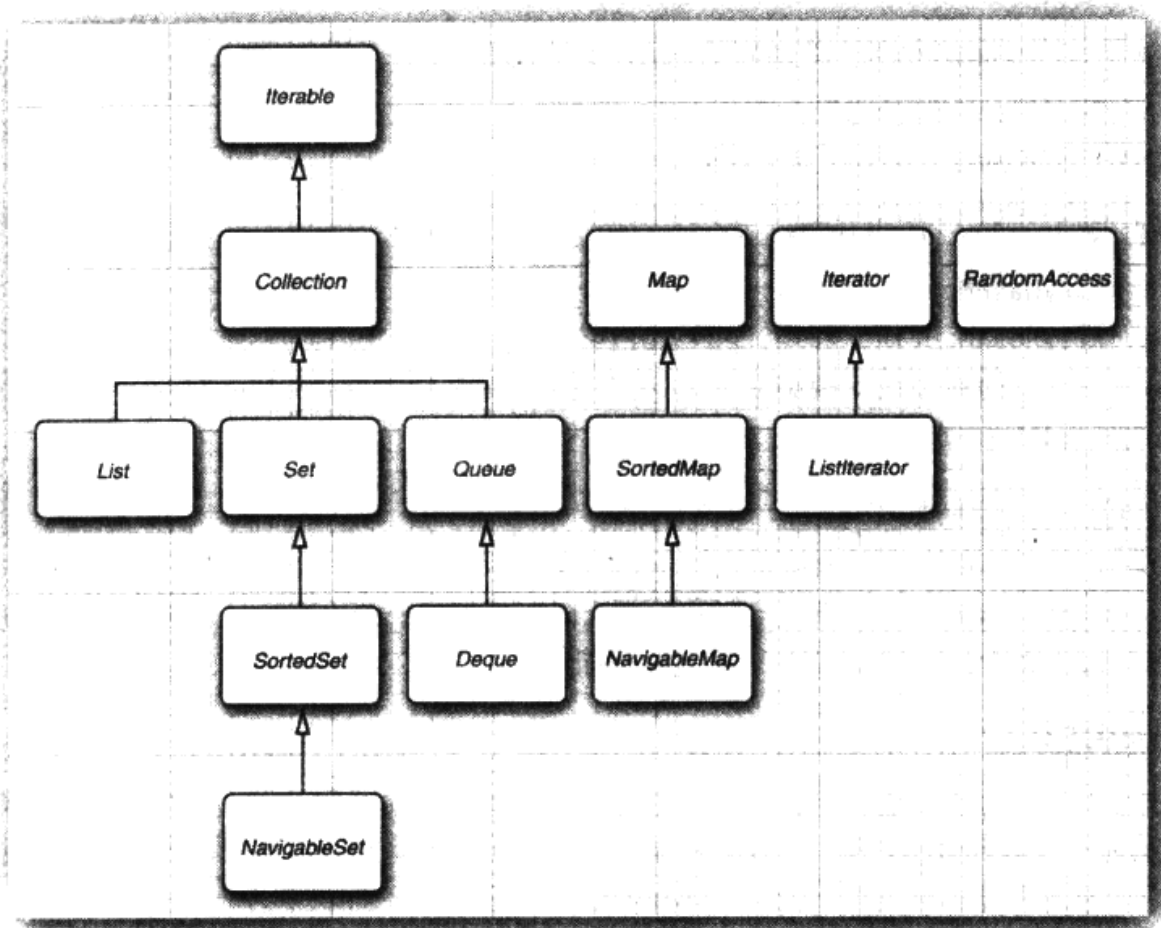 Iterable
Collection
Map
Iterator
RandomAccess
List
Set
Queue
SortedMap
ListIterator
SortedSet
Deque
NavigableMap
NavigableSet